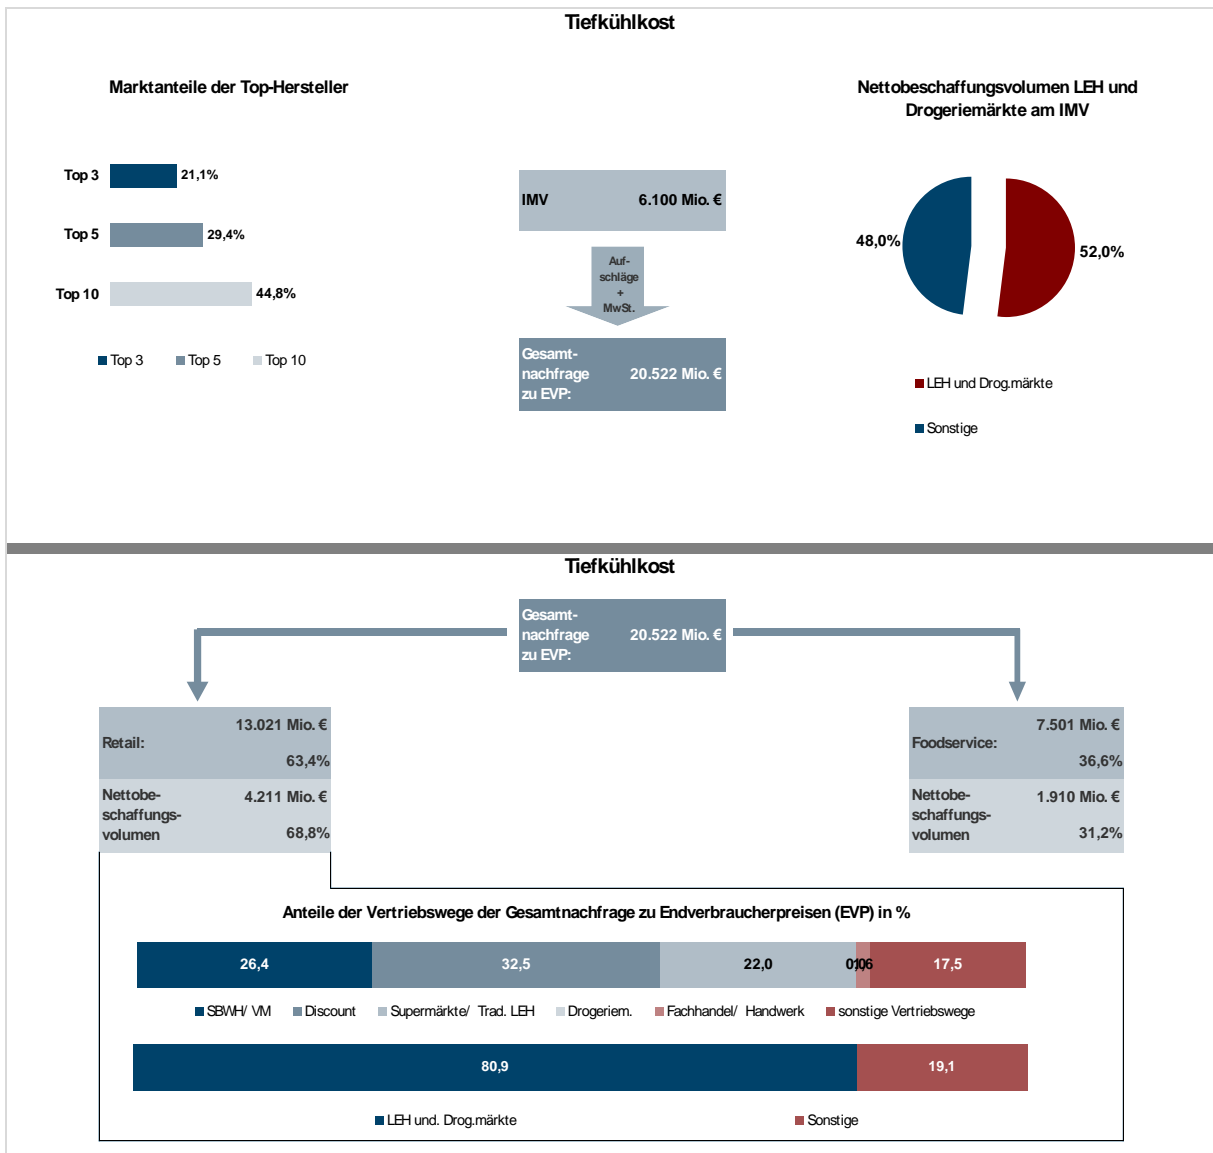 Tiefkühlkost
Marktanteile der Top-Hersteller
Top 3
21,1%
Top 5
29,4%
Top 10
44,8%
Top 3
Top 5
Top 10
IMV
6.100 Mio. €
Auf-
schläge
+
MwSt.
Gesamt-
nachfrage
zu EVP:
20.522 Mio. €
Nettobeschaffungsvolumen LEH und
Drogeriemärkte am IMV
48,0%
52,0%
LEH und Drog.märkte
Sonstige
Tiefkühlkost
Gesamt-
nachfrage
zu EVP:
20.522 Mio. €
Retail:
13.021 Mio. €
63,4%
Nettobe-
schaffungs-
volumen
4.211 Mio. €
68,8%
Foodservice:
7.501 Mio. €
36,6%
Nettobe-
schaffungs-
volumen
1.910 Mio. €
31,2%
Anteile der Vertriebswege der Gesamtnachfrage zu Endverbraucherpreisen (EVP) in %
26,4
32,5
22,0
17,5
SBWH/ VM
Discount
Supermärkte/ Trad. LEH
Drogeriem.
Fachhandel/ Handwerk
sonstige Vertriebswege
80,9
19,1
LEH und. Drog.märkte
Sonstige